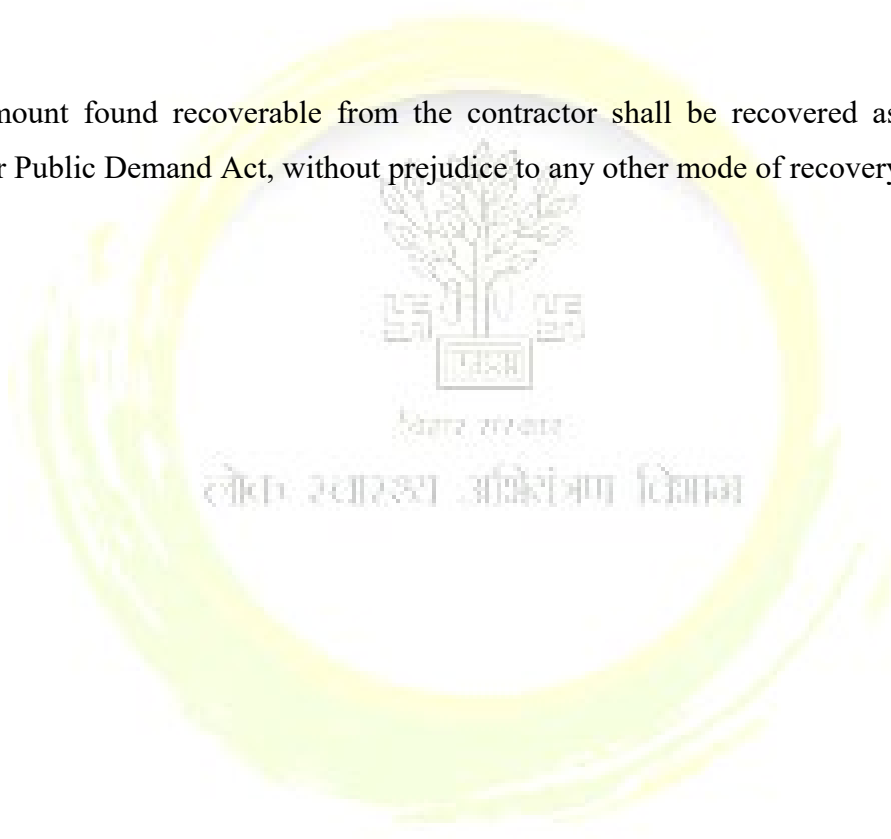 mount found recoverable from the contractor shall be recovered as
r Public Demand Act, without prejudice to any other mode of recovery
बिहार सरकार
लोक स्वास्थ्य अभियंत्रण विभाग